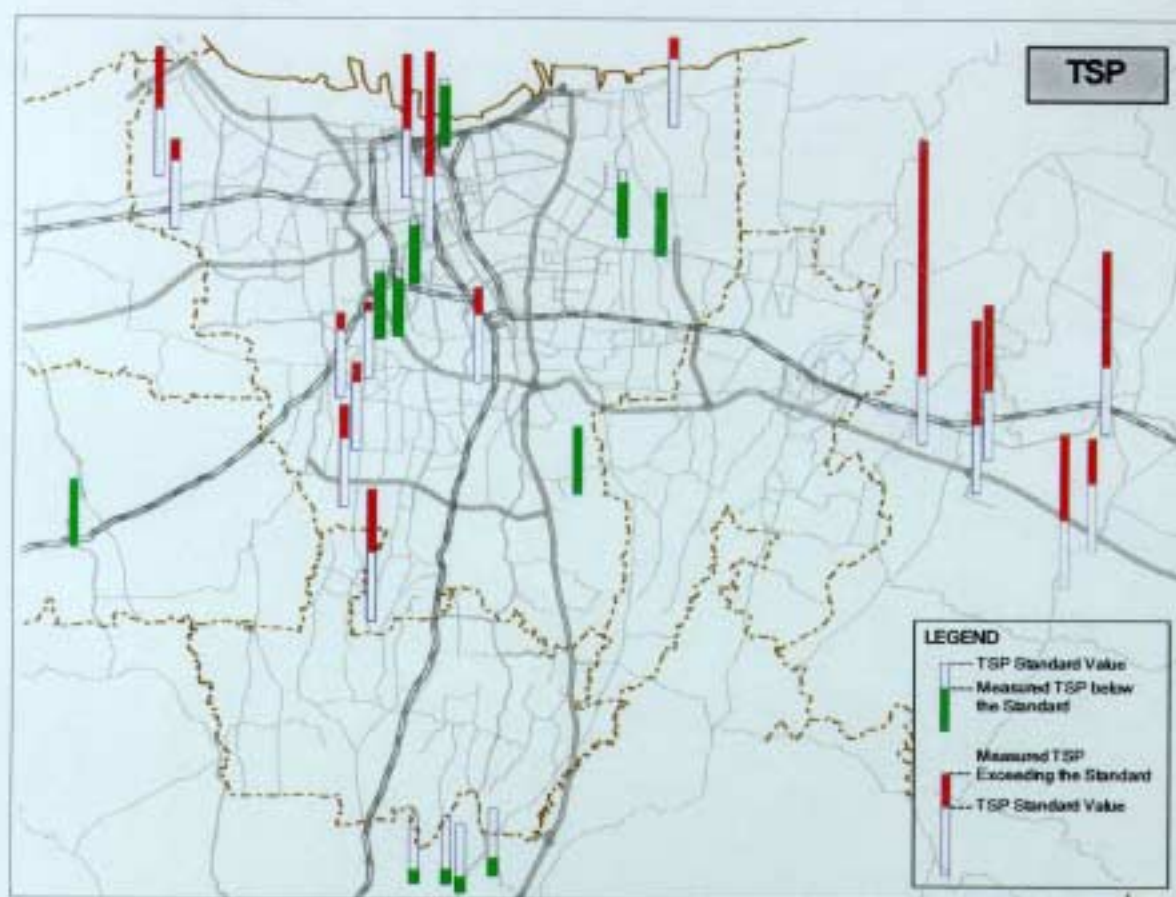 TSP
LEGEND
TSP Standard Value
Measured TSP below
the Standard
Measured TSP
Exceeding the Standard
TSP Standard Value